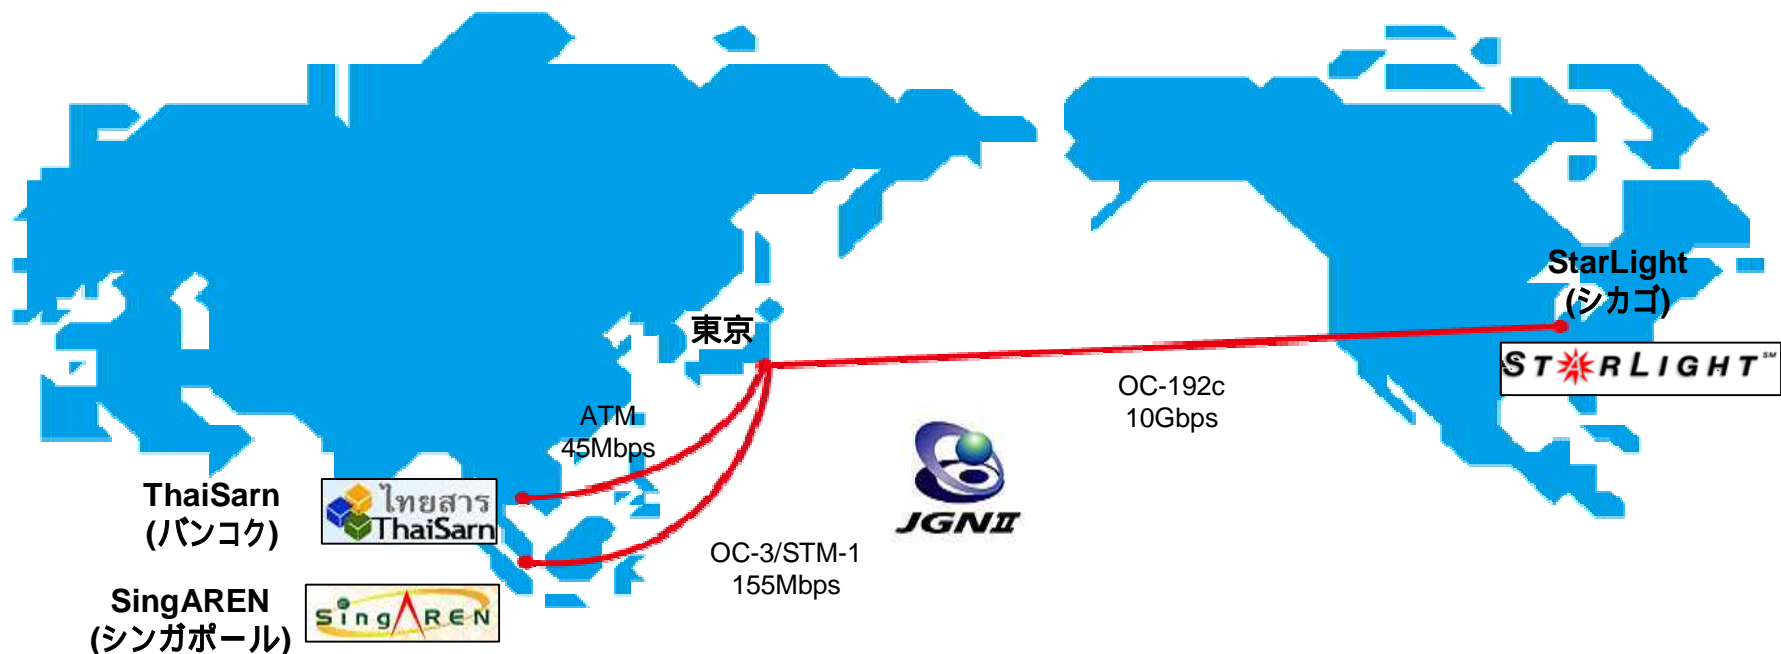 StarLight
(シカゴ)
東京
STARLIGHT℠
OC-192c
10Gbps
ATM
45Mbps
JGNII
ThaiSarn
(バンコク)
ไทยสาร
ThaiSarn
OC-3/STM-1
155Mbps
SingAREN
(シンガポール)
SingAREN